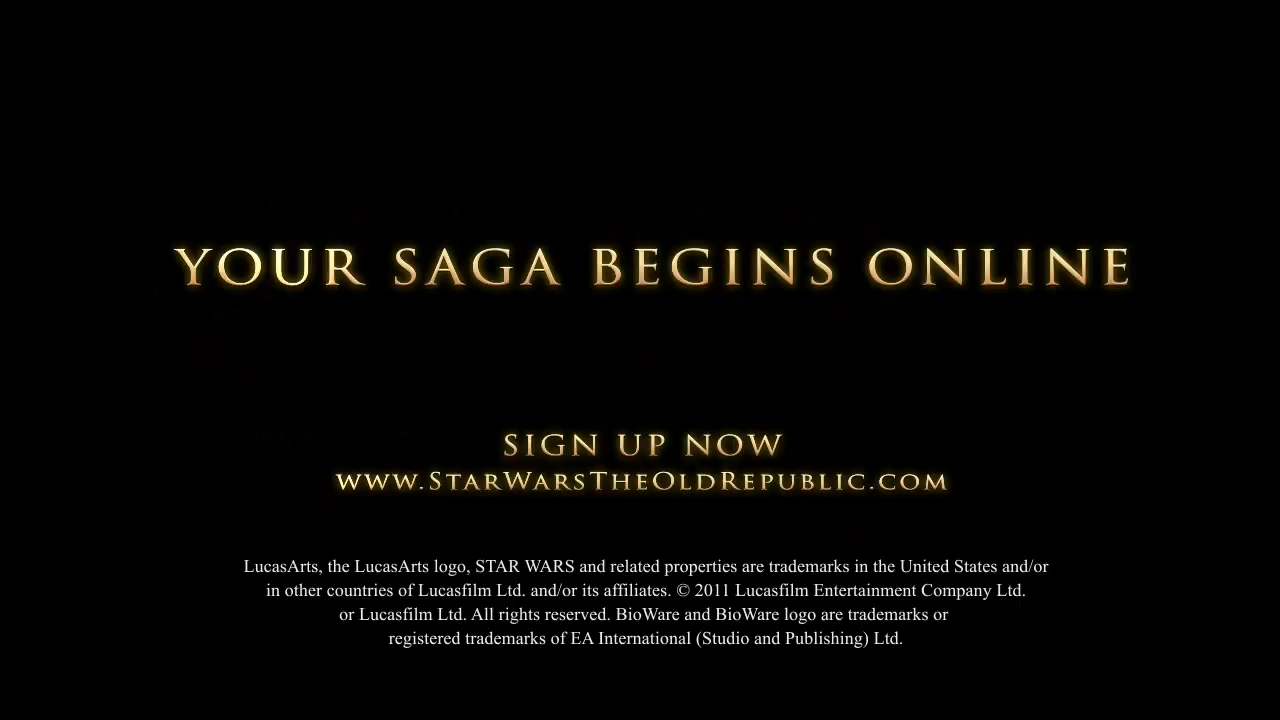 YOUR SAGA BEGINS ONLINE
SIGN UP NOW
WWW.STARWARSTHEOLDREPUBLIC.COM
LucasArts, the LucasArts logo, STAR WARS and related properties are trademarks in the United States and/or
in other countries of Lucasfilm Ltd. and/or its affiliates. © 2011 Lucasfilm Entertainment Company Ltd.
or Lucasfilm Ltd. All rights reserved. BioWare and BioWare logo are trademarks or
registered trademarks of EA International (Studio and Publishing) Ltd.